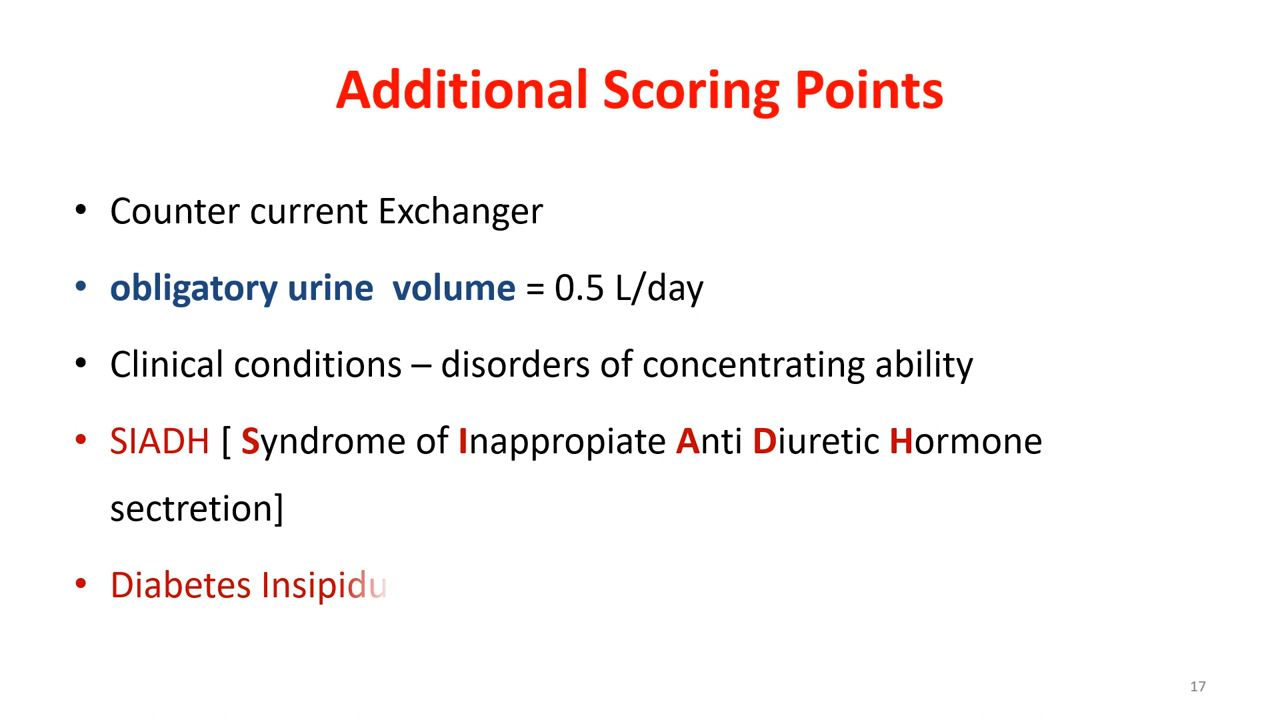 Additional Scoring Points
• Counter current Exchanger
• obligatory urine volume = 0.5 L/day
• Clinical conditions – disorders of concentrating ability
• SIADH [ Syndrome of Inappropiate Anti Diuretic Hormone
sectretion]
• Diabetes Insipidu
17